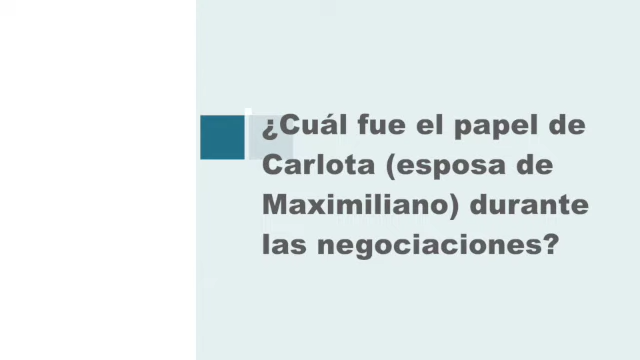 ¿Cuál fue el papel de
Carlota (esposa de
Maximiliano) durante
las negociaciones?